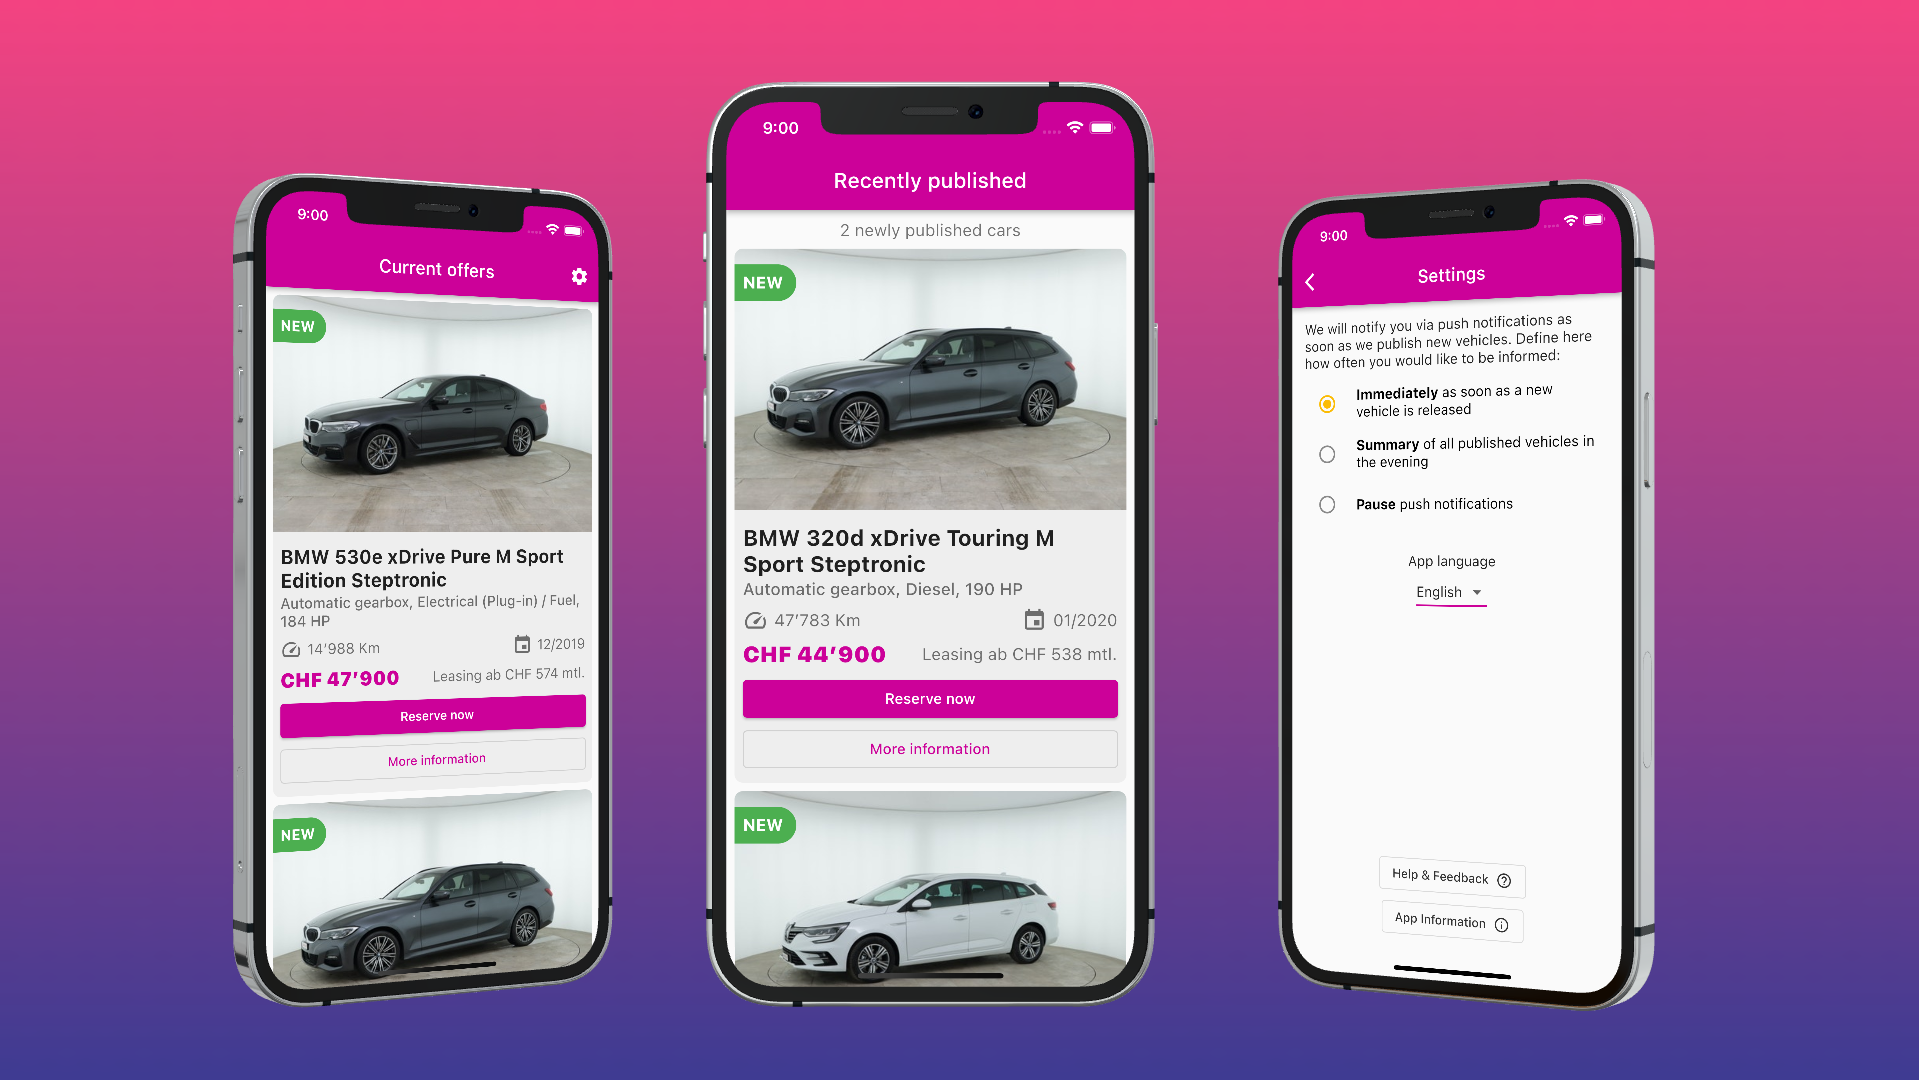 9:00
Current offers
NEW
BMW 530e xDrive Pure M Sport
Edition Steptronic
Automatic gearbox, Electrical (Plug-in) / Fuel,
184 HP
14’988 Km
12/2019
CHF 47’900
Leasing ab CHF 574 mtl.
Reserve now
More information
NEW
9:00
Recently published
2 newly published cars
NEW
BMW 320d xDrive Touring M
Sport Steptronic
Automatic gearbox, Diesel, 190 HP
47’783 Km
01/2020
CHF 44’900
Leasing ab CHF 538 mtl.
Reserve now
More information
NEW
9:00
Settings
We will notify you via push notifications as
soon as we publish new vehicles. Define here
how often you would like to be informed:
Immediately as soon as a new
vehicle is released
Summary of all published vehicles in
the evening
Pause push notifications
App language
English
Help & Feedback
App Information